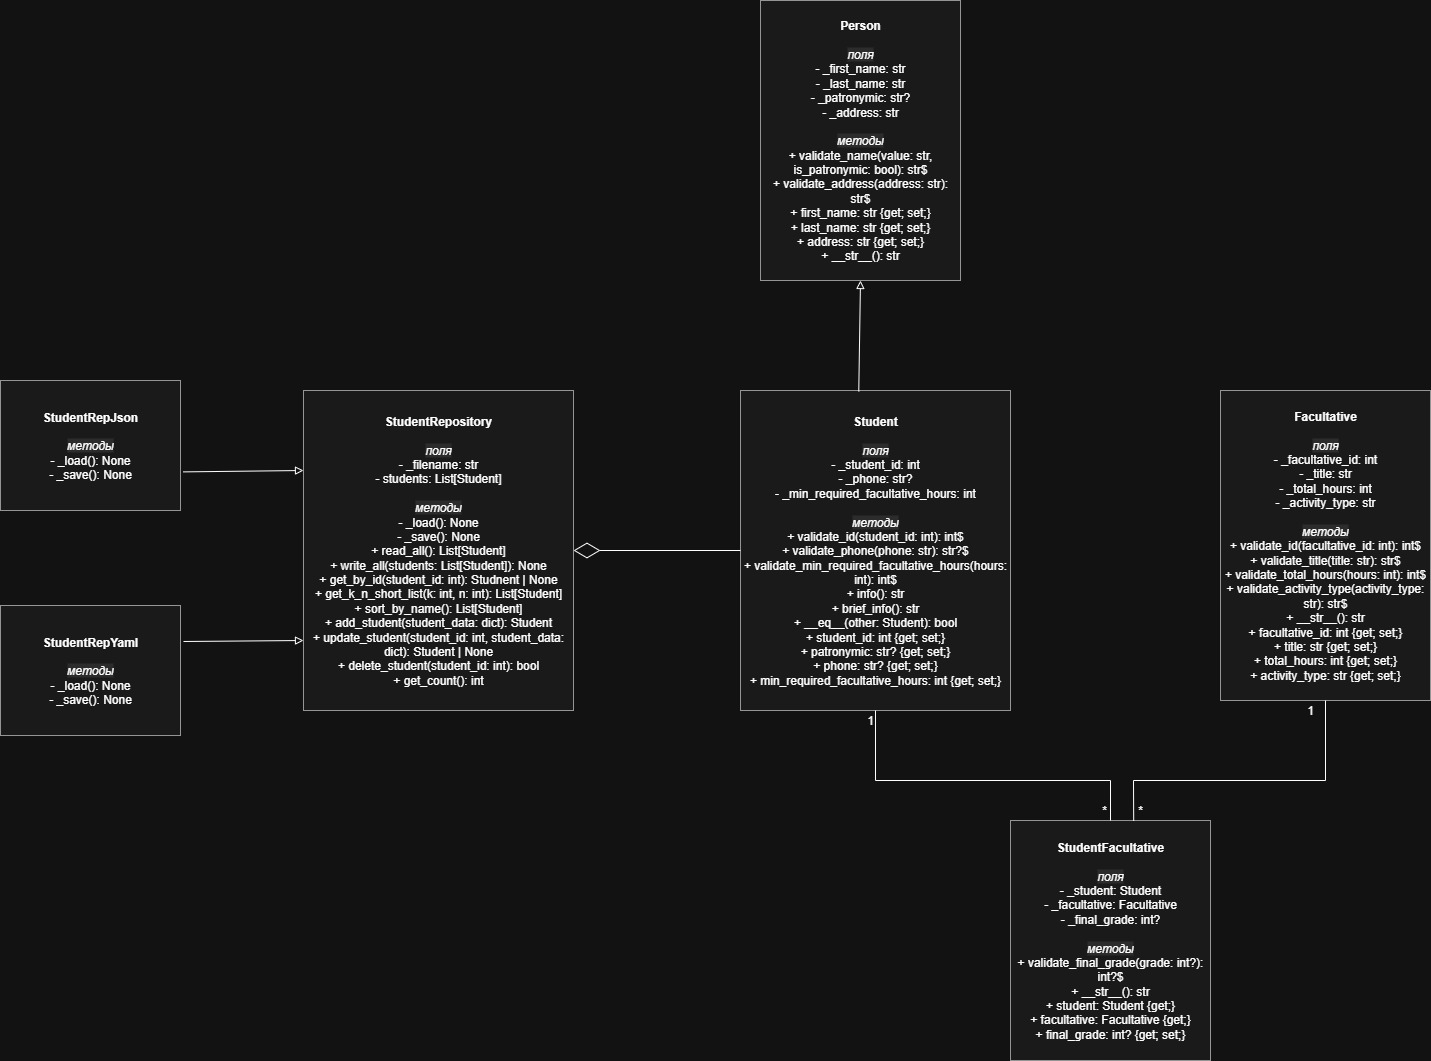 Person
поля
- _first_name: str
- _last_name: str
- _patronymic: str?
- _address: str
методы
+ validate_name(value: str,
is_patronymic: bool): str$
+ validate_address(address: str):
str$
+ first_name: str {get; set;}
+ last_name: str {get; set;}
+ address: str {get; set;}
+ __str__(): str
StudentRepJson
методы
- _load(): None
- _save(): None
StudentRepYaml
методы
- _load(): None
- _save(): None
StudentRepository
поля
- _filename: str
- students: List[Student]
методы
- _load(): None
- _save(): None
+ read_all(): List[Student]
+ write_all(students: List[Student]): None
+ get_by_id(student_id: int): Studnent | None
+ get_k_n_short_list(k: int, n: int): List[Student]
+ sort_by_name(): List[Student]
+ add_student(student_data: dict): Student
+ update_student(student_id: int, student_data:
dict): Student | None
+ delete_student(student_id: int): bool
+ get_count(): int
Student
поля
- _student_id: int
- _phone: str?
- _min_required_facultative_hours: int
методы
+ validate_id(student_id: int): int$
+ validate_phone(phone: str): str?$
+ validate_min_required_facultative_hours(hours:
int): int$
+ info(): str
+ brief_info(): str
+ __eq__(other: Student): bool
+ student_id: int {get; set;}
+ patronymic: str? {get; set;}
+ phone: str? {get; set;}
+ min_required_facultative_hours: int {get; set;}
Facultative
поля
- _facultative_id: int
- _title: str
- _total_hours: int
- _activity_type: str
методы
+ validate_id(facultative_id: int): int$
+ validate_title(title: str): str$
+ validate_total_hours(hours: int): int$
+ validate_activity_type(activity_type:
str): str$
+ __str__(): str
+ facultative_id: int {get; set;}
+ title: str {get; set;}
+ total_hours: int {get; set;}
+ activity_type: str {get; set;}
1
1
*
*
StudentFacultative
поля
- _student: Student
- _facultative: Facultative
- _final_grade: int?
методы
+ validate_final_grade(grade: int?):
int?$
+ __str__(): str
+ student: Student {get;}
+ facultative: Facultative {get;}
+ final_grade: int? {get; set;}